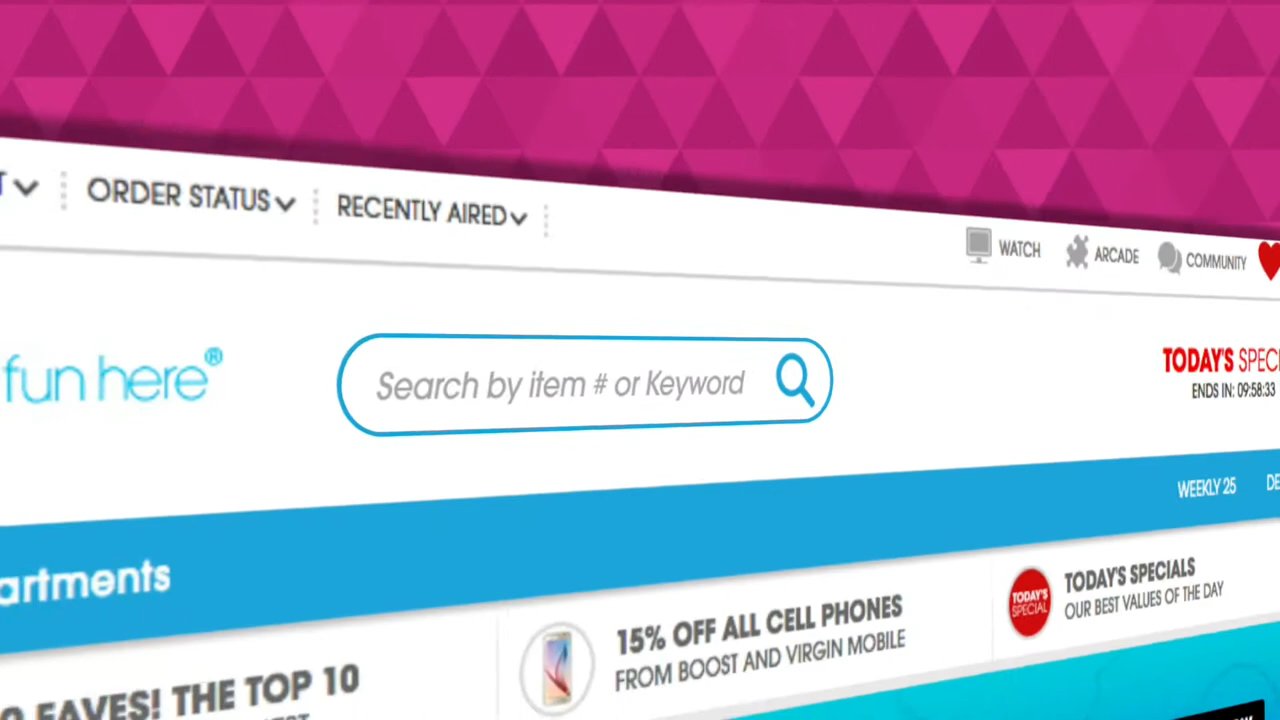 ORDER STATUS
RECENTLY AIRED
WATCH
ARCADE
COMMUNITY
fun here®
Search by item # or Keyword
TODAY'S
ENDS IN: 09:58:33
WEEKLY 25
15% OFF ALL CELL PHONES
FROM BOOST AND VIRGIN MOBILE
TODAY'S
SPECIAL
TODAY'S SPECIALS
OUR BEST VALUES OF THE DAY
FAVES! THE TOP 10